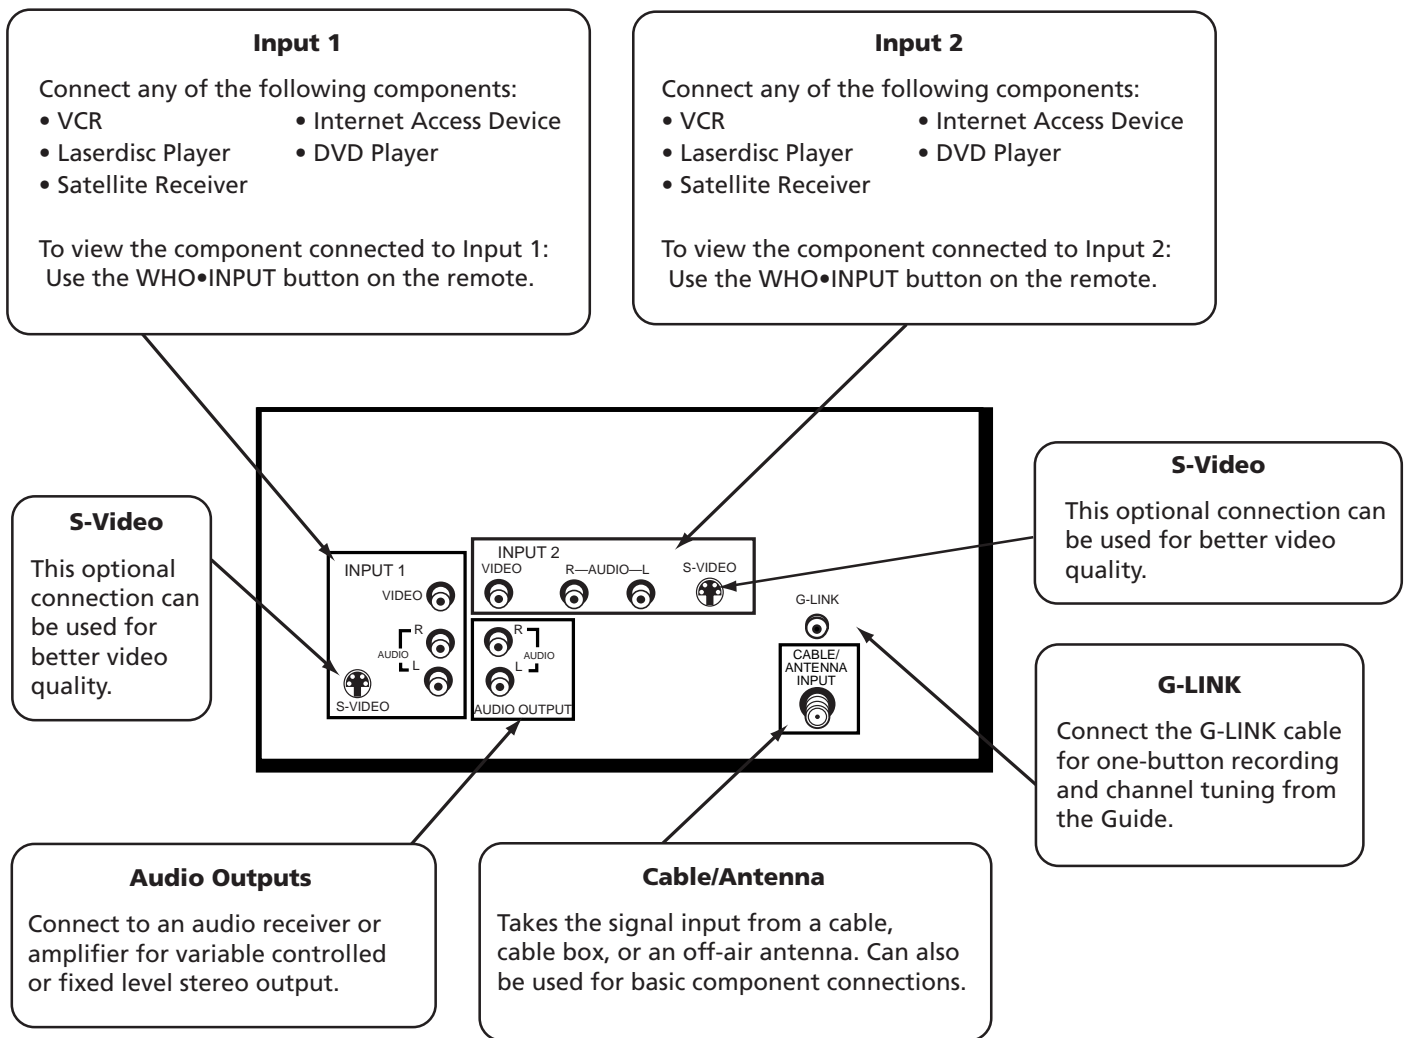 Input 1
Connect any of the following components:
• VCR • Internet Access Device
• Laserdisc Player • DVD Player
• Satellite Receiver
To view the component connected to Input 1:
Use the WHO•INPUT button on the remote.
Input 2
Connect any of the following components:
• VCR • Internet Access Device
• Laserdisc Player • DVD Player
• Satellite Receiver
To view the component connected to Input 2:
Use the WHO•INPUT button on the remote.
S-Video
This optional
connection can
be used for
better video
quality.
INPUT 1
VIDEO
R
AUDIO
L
S-VIDEO
INPUT 2
VIDEO R—AUDIO—L S-VIDEO
R
AUDIO
L
AUDIO OUTPUT
G-LINK
CABLE/
ANTENNA
INPUT
S-Video
This optional connection can
be used for better video
quality.
G-LINK
Connect the G-LINK cable
for one-button recording
and channel tuning from
the Guide.
Audio Outputs
Connect to an audio receiver or
amplifier for variable controlled
or fixed level stereo output.
Cable/Antenna
Takes the signal input from a cable,
cable box, or an off-air antenna. Can also
be used for basic component connections.